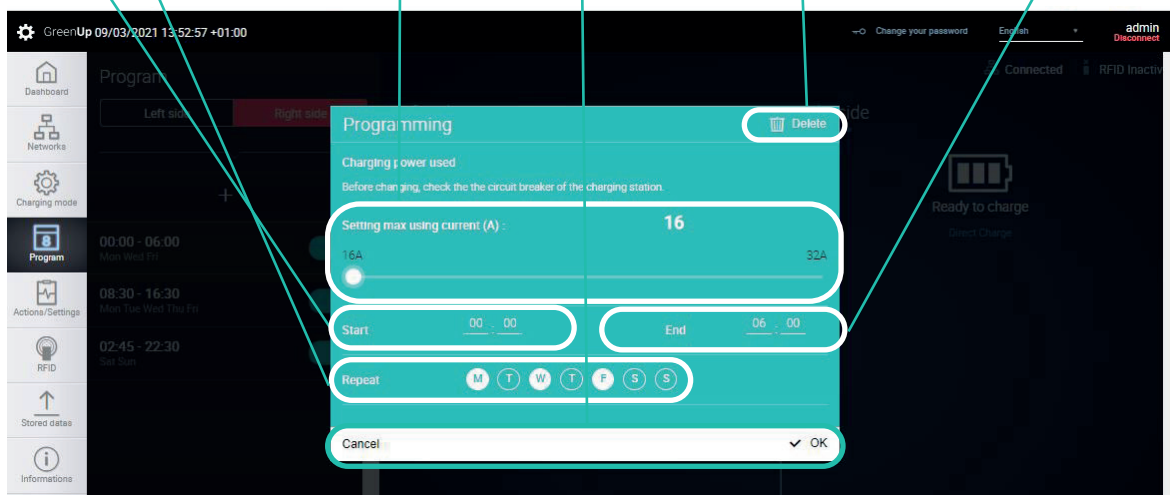 GreenUp 09/03/2021 13:52:57 +01:00
Change your password
English
admin
Disconnect
Dashboard
Networks
Charging mode
8
Program
Actions/Settings
RFID
Stored datas
Informations
Program
Left side
Right side
+
00:00 - 06:00
Mon Wed Fri
08:30 - 16:30
Mon Tue Wed Thu Fri
02:45 - 22:30
Sat Sun
Programming
Delete
Charging power used
Before changing, check the the circuit breaker of the charging station.
Setting max using current (A) :
16
16A
32A
Start
00 : 00
End
06 : 00
Repeat
M T W T F S S
Cancel
OK
Connected
RFID Inactiv
ide
Ready to charge
Direct Charge